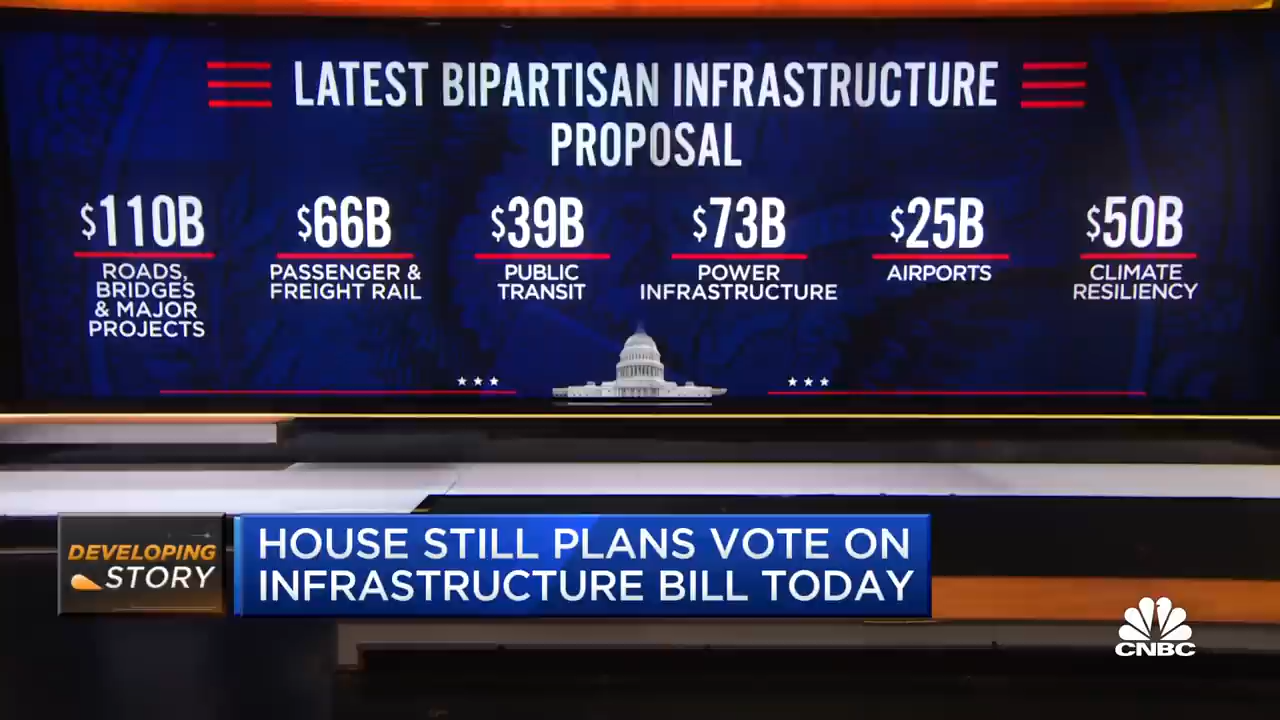 LATEST BIPARTISAN INFRASTRUCTURE
PROPOSAL
$110B
ROADS,
BRIDGES
& MAJOR
PROJECTS
$66B
PASSENGER &
FREIGHT RAIL
$39B
PUBLIC
TRANSIT
$73B
POWER
INFRASTRUCTURE
$25B
AIRPORTS
$50B
CLIMATE
RESILIENCY
DEVELOPING
STORY
HOUSE STILL PLANS VOTE ON
INFRASTRUCTURE BILL TODAY
CNBC